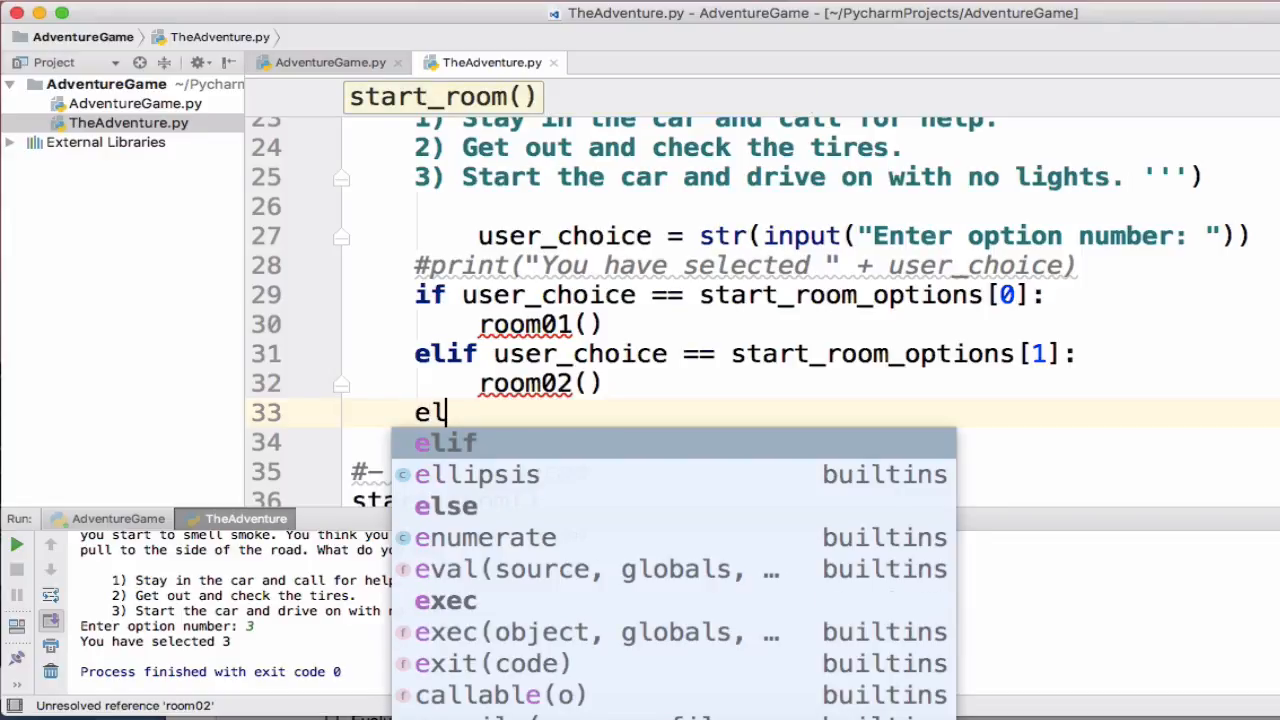 TheAdventure.py - AdventureGame - [~/PycharmProjects/AdventureGame]
AdventureGame TheAdventure.py
Project AdventureGame.py TheAdventure.py
AdventureGame ~/Pycharm
AdventureGame.py
TheAdventure.py
External Libraries
start_room()
23 1) Stay in the car and call for help.
24 2) Get out and check the tires.
25 3) Start the car and drive on with no lights. ''')
26
27 user_choice = str(input("Enter option number: "))
28 #print("You have selected " + user_choice)
29 if user_choice == start_room_options[0]:
30 room01()
31 elif user_choice == start_room_options[1]:
32 room02()
33 el
34
35 #-
36
elif
ellipsis builtins
else
enumerate builtins
eval(source, globals, … builtins
exec
exec(object, globals, … builtins
exit(code) builtins
callable(o) builtins
Run: AdventureGame TheAdventure
you start to smell smoke. You think you
pull to the side of the road. What do yo
1) Stay in the car and call for help
2) Get out and check the tires.
3) Start the car and drive on with
Enter option number: 3
You have selected 3
Process finished with exit code 0
Unresolved reference 'room02'